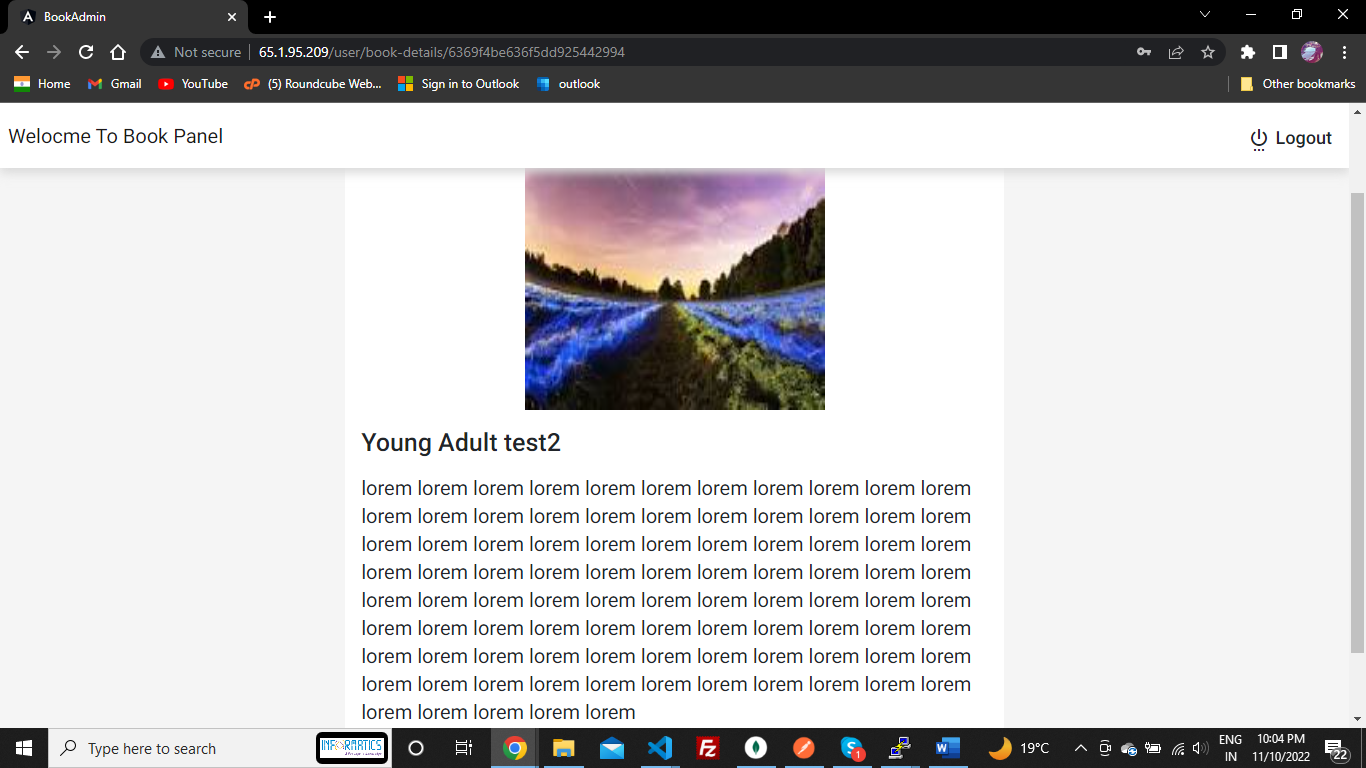 BookAdmin
Not secure 65.1.95.209/user/book-details/6369f4be636f5dd925442994
Home Gmail YouTube (5) Roundcube Web... Sign in to Outlook outlook Other bookmarks
Welocme To Book Panel Logout
Young Adult test2
lorem lorem lorem lorem lorem lorem lorem lorem lorem lorem lorem
lorem lorem lorem lorem lorem lorem lorem lorem lorem lorem lorem
lorem lorem lorem lorem lorem lorem lorem lorem lorem lorem lorem
lorem lorem lorem lorem lorem lorem lorem lorem lorem lorem lorem
lorem lorem lorem lorem lorem lorem lorem lorem lorem lorem lorem
lorem lorem lorem lorem lorem lorem lorem lorem lorem lorem lorem
lorem lorem lorem lorem lorem lorem lorem lorem lorem lorem lorem
lorem lorem lorem lorem lorem lorem lorem lorem lorem lorem lorem
lorem lorem lorem lorem lorem
Type here to search INFORMATICS 19°C ENG 10:04 PM
IN 11/10/2022 22